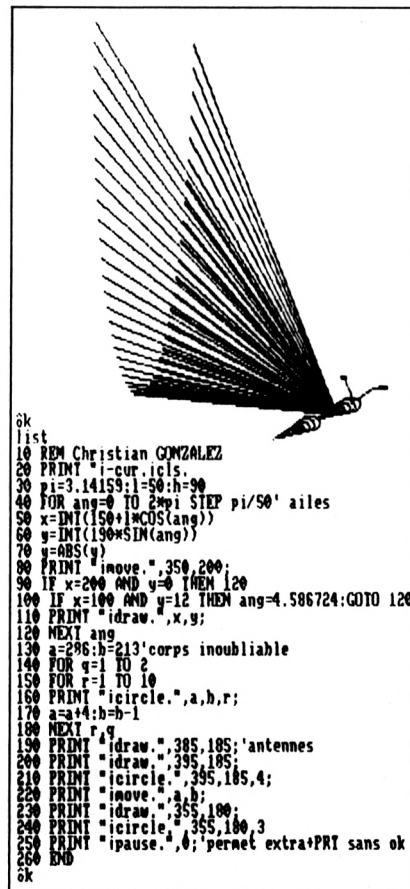 ôk
list
10 REM Christian GONZALEZ
20 PRINT "i-cur.icls.
30 pi=3.14159:l=50:h=90
40 FOR ang=0 TO 2*pi STEP pi/50' ailes
50 x=INT(150+l*COS(ang))
60 y=INT(190*SIN(ang))
70 y=ABS(y)
80 PRINT "imove.",350,200;
90 IF x=200 AND y=0 THEN 120
100 IF x=100 AND y=12 THEN ang=4.586724:GOTO 120
110 PRINT "idraw.",x,y;
120 NEXT ang
130 a=286:b=213'corps inoubliable
140 FOR q=1 TO 2
150 FOR r=1 TO 10
160 PRINT "icircle.",a,b,r;
170 a=a+4:b=b-1
180 NEXT r,q
190 PRINT "idraw.",385,185;'antennes
200 PRINT "idraw.",395,185;
210 PRINT "icircle.",395,185,4;
220 PRINT "imove.",a,b;
230 PRINT "idraw.",355,180;
240 PRINT "icircle." ,355,180,3
250 PRINT "ipause.",0;'permet extra+PRT sans ok
260 END
ôk